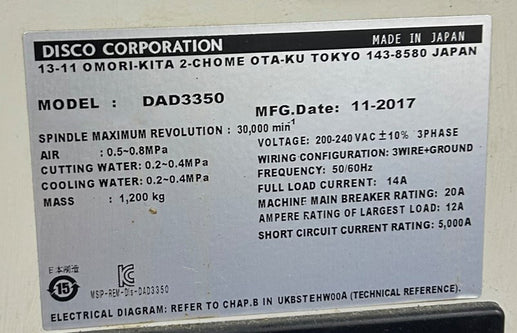 DISCO CORPORATION MADE IN JAPAN
13-11 OMORI-KITA 2-CHOME OTA-KU TOKYO 143-8580 JAPAN
MODEL : DAD3350
MFG.Date: 11-2017
SPINDLE MAXIMUM REVOLUTION : 30,000 min-1
AIR : 0.5~0.8MPa
CUTTING WATER: 0.2~0.4MPa
COOLING WATER: 0.2~0.4MPa
MASS : 1,200 kg
VOLTAGE: 200-240 VAC ±10% 3PHASE
WIRING CONFIGURATION: 3WIRE+GROUND
FREQUENCY: 50/60Hz
FULL LOAD CURRENT: 14A
MACHINE MAIN BREAKER RATING: 20A
AMPERE RATING OF LARGEST LOAD: 12A
SHORT CIRCUIT CURRENT RATING: 5,000A
日本製造
15
MSIP-REM-DIs-DAD3350
ELECTRICAL DIAGRAM: REFER TO CHAP.B IN UKBSTEHW00A (TECHNICAL REFERENCE).